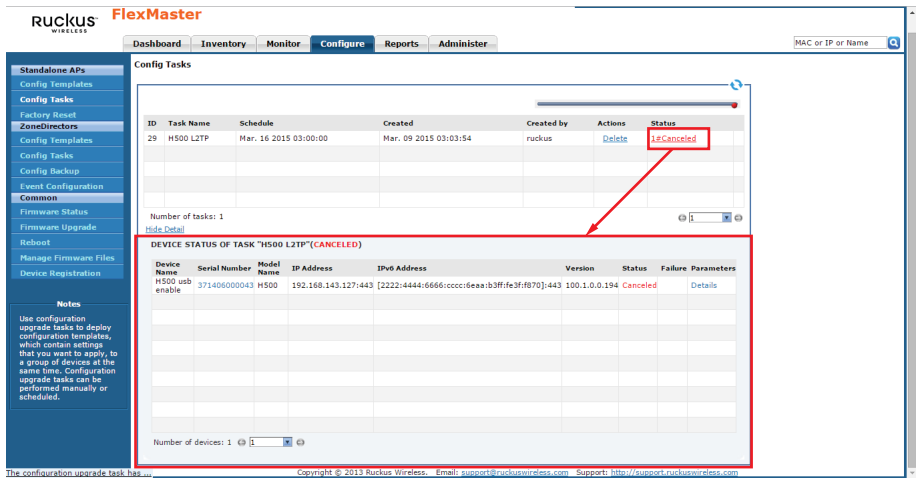 Ruckus WIRELESS
FlexMaster
Dashboard Inventory Monitor Configure Reports Administer
MAC or IP or Name
Standalone APs
Config Templates
Config Tasks
Factory Reset
ZoneDirectors
Config Templates
Config Tasks
Config Backup
Event Configuration
Common
Firmware Status
Firmware Upgrade
Reboot
Manage Firmware Files
Device Registration
Notes
Use configuration
upgrade tasks to deploy
configuration templates,
which contain settings
that you want to apply, to
a group of devices at the
same time. Configuration
upgrade tasks can be
performed manually or
scheduled.
Config Tasks
ID Task Name Schedule Created Created by Actions Status
29 H500 L2TP Mar. 16 2015 03:00:00 Mar. 09 2015 03:03:54 ruckus Delete 1#Canceled
Number of tasks: 1
1
Hide Detail
DEVICE STATUS OF TASK "H500 L2TP"(CANCELED)
Device Name Serial Number Model Name IP Address IPv6 Address Version Status Failure Parameters
H500 usb enable 371406000043 H500 192.168.143.127:443 [2222:4444:6666:cccc:6eaa:b3ff:fe3f:f870]:443 100.1.0.0.194 Canceled Details
Number of devices: 1 1
The configuration upgrade task has ...
Copyright © 2013 Ruckus Wireless. Email: support@ruckuswireless.com Support: http://support.ruckuswireless.com